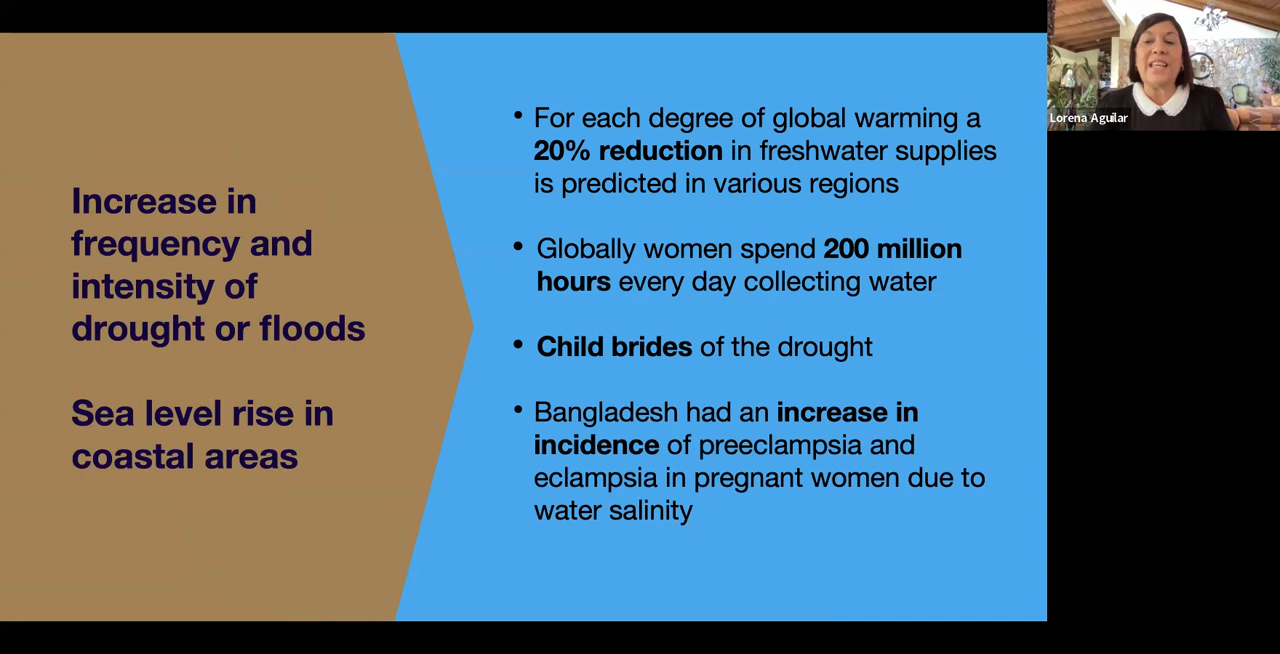 Increase in
frequency and
intensity of
drought or floods
Sea level rise in
coastal areas
• For each degree of global warming a
20% reduction in freshwater supplies
is predicted in various regions
• Globally women spend 200 million
hours every day collecting water
• Child brides of the drought
• Bangladesh had an increase in
incidence of preeclampsia and
eclampsia in pregnant women due to
water salinity
Lorena Aguilar